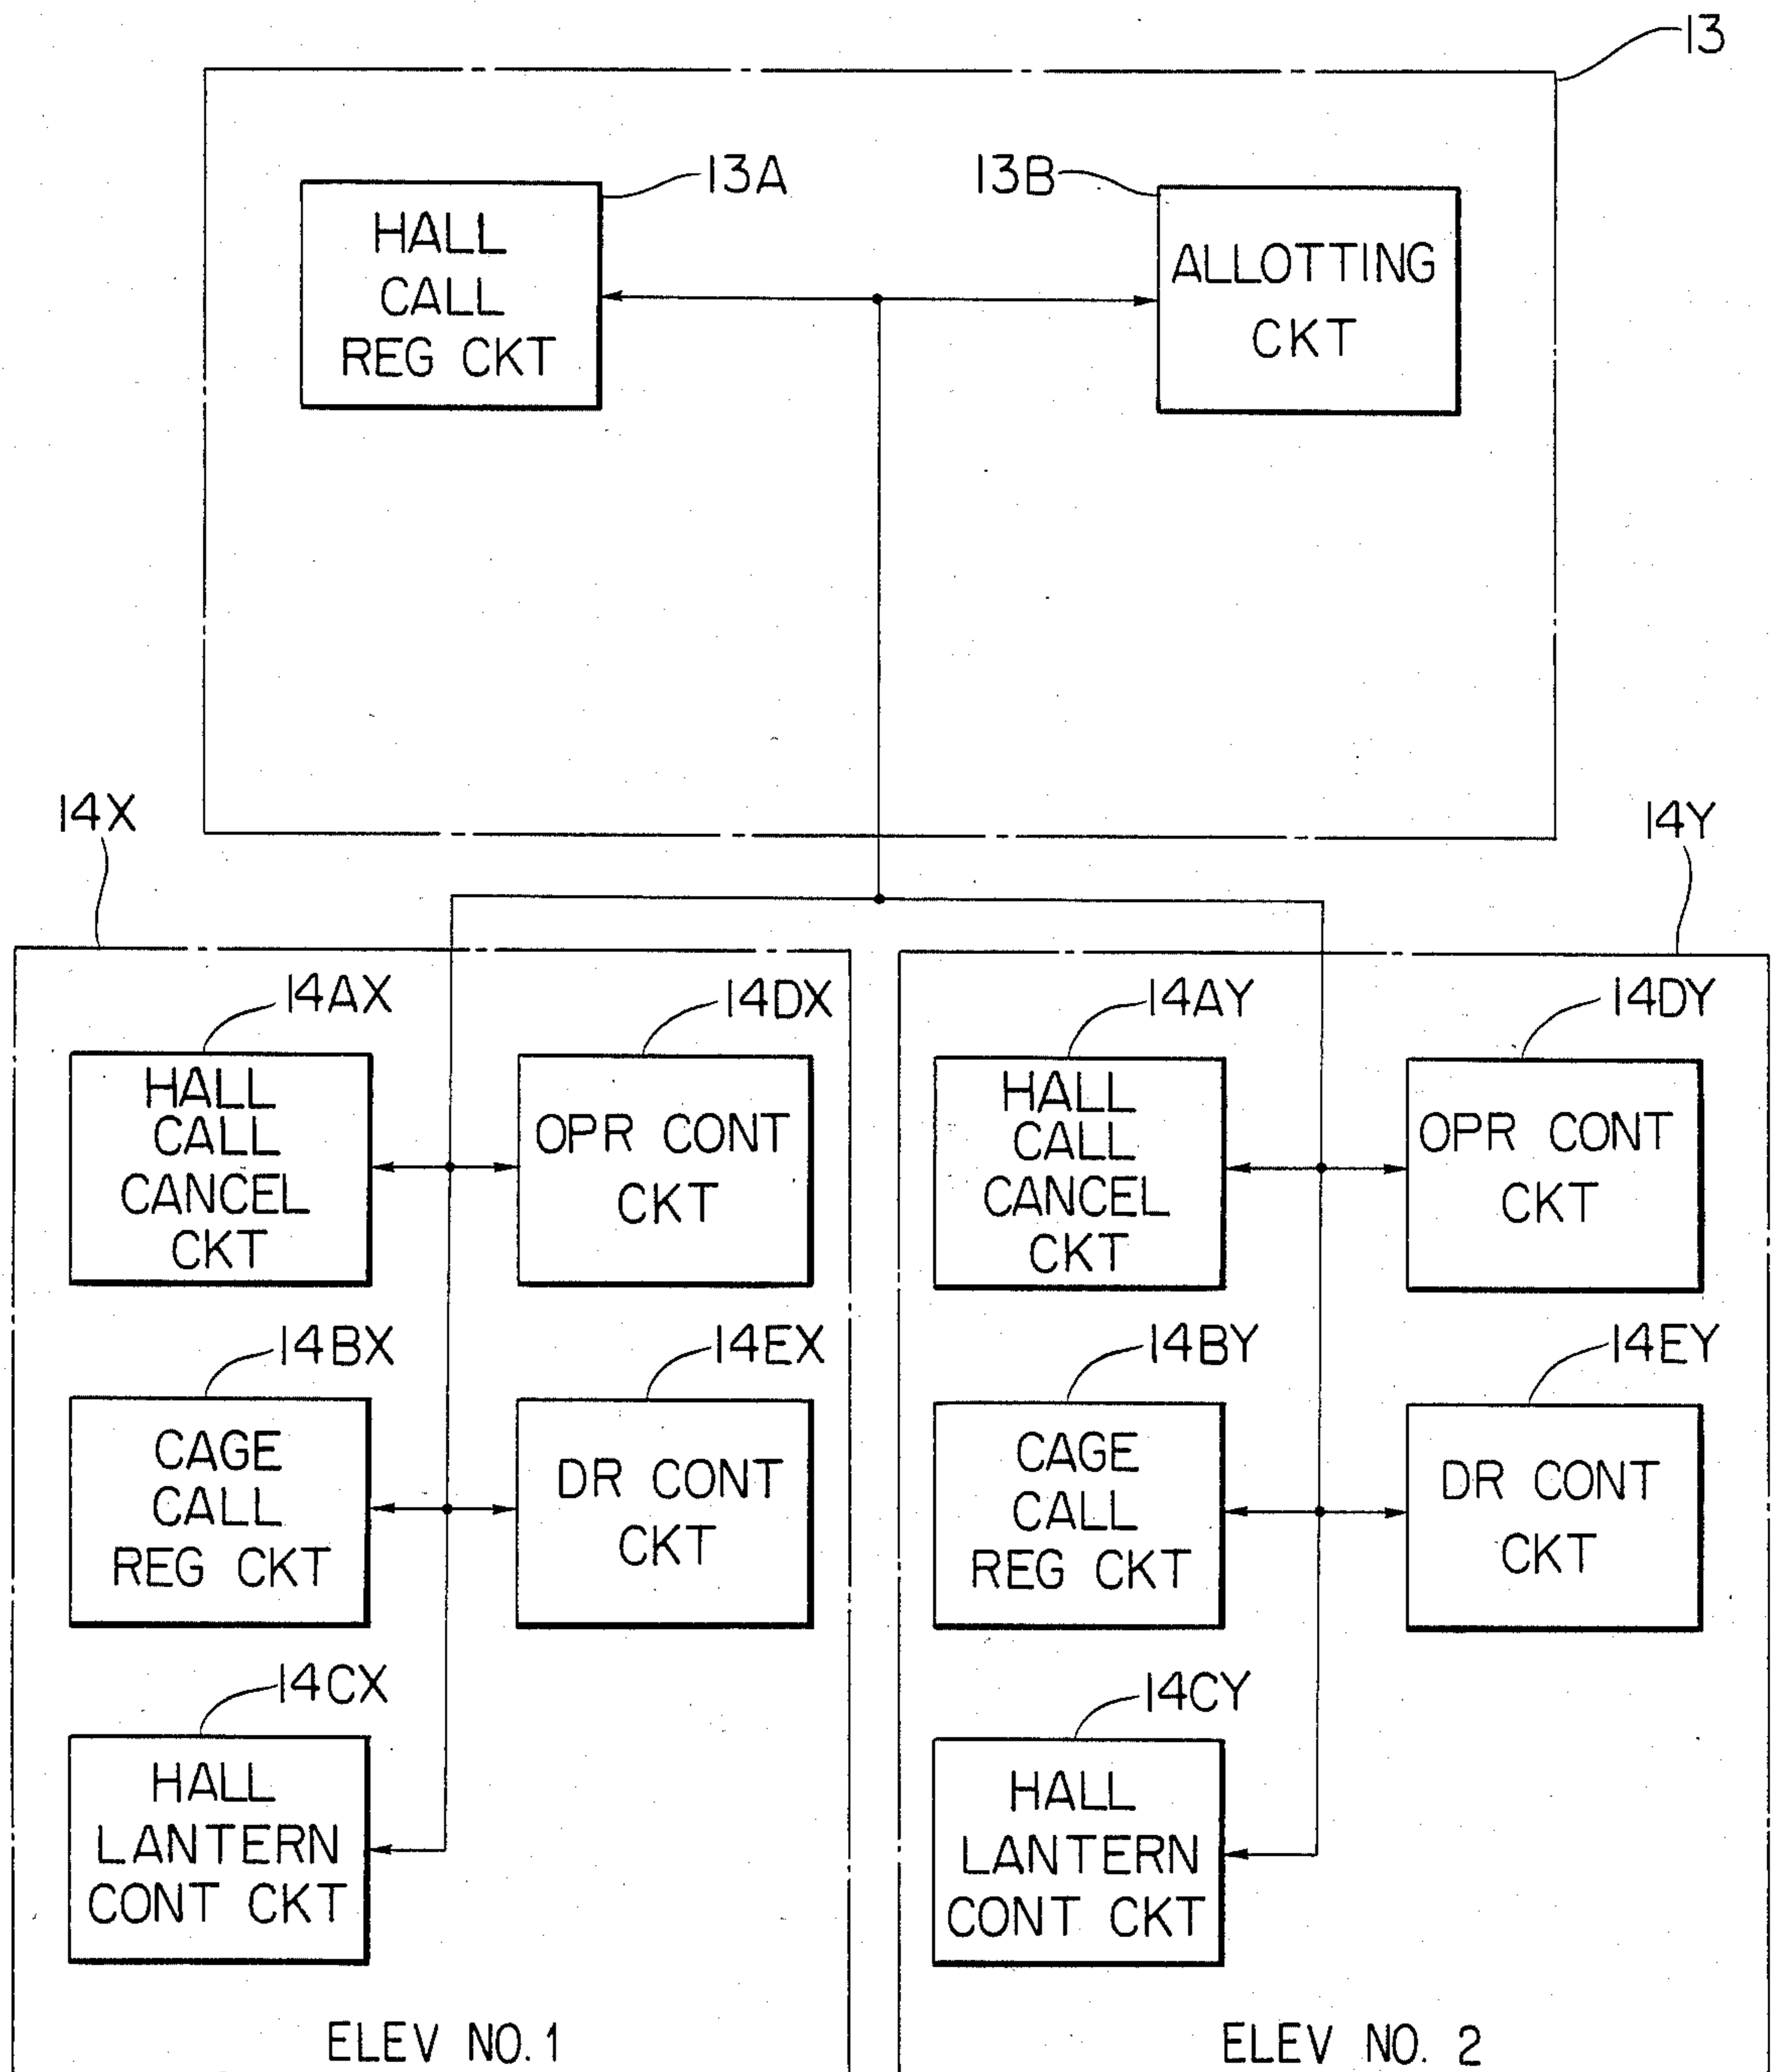 13
13A
13B
HALL
CALL
REG CKT
ALLOTTING
CKT
14X
14Y
14AX
14DX
14AY
14DY
HALL
CALL
CANCEL
CKT
OPR CONT
CKT
HALL
CALL
CANCEL
CKT
OPR CONT
CKT
14BX
14EX
14BY
14EY
CAGE
CALL
REG CKT
DR CONT
CKT
CAGE
CALL
REG CKT
DR CONT
CKT
14CX
14CY
HALL
LANTERN
CONT CKT
HALL
LANTERN
CONT CKT
ELEV NO. 1
ELEV NO. 2